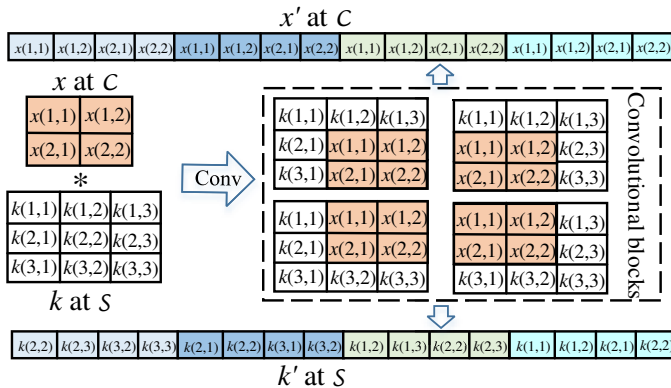 x′ at C
x(1,1) x(1,2) x(2,1) x(2,2) x(1,1) x(1,2) x(2,1) x(2,2) x(1,1) x(1,2) x(2,1) x(2,2) x(1,1) x(1,2) x(2,1) x(2,2)
x at C
x(1,1) x(1,2)
x(2,1) x(2,2)
*
k(1,1) k(1,2) k(1,3)
k(2,1) k(2,2) k(2,3)
k(3,1) k(3,2) k(3,3)
k at S
Conv
k(1,1) k(1,2) k(1,3)
k(2,1) x(1,1) x(1,2)
k(3,1) x(2,1) x(2,2)
k(1,1) k(1,2) k(1,3)
x(1,1) x(1,2) k(2,3)
x(2,1) x(2,2) k(3,3)
k(1,1) x(1,1) x(1,2)
k(2,1) x(2,1) x(2,2)
k(3,1) k(3,2) k(3,3)
x(1,1) x(1,2) k(1,3)
x(2,1) x(2,2) k(2,3)
k(3,1) k(3,2) k(3,3)
Convolutional blocks
k(2,2) k(2,3) k(3,2) k(3,3) k(2,1) k(2,2) k(3,1) k(3,2) k(1,2) k(1,3) k(2,2) k(2,3) k(1,1) k(1,2) k(2,1) k(2,2)
k′ at S